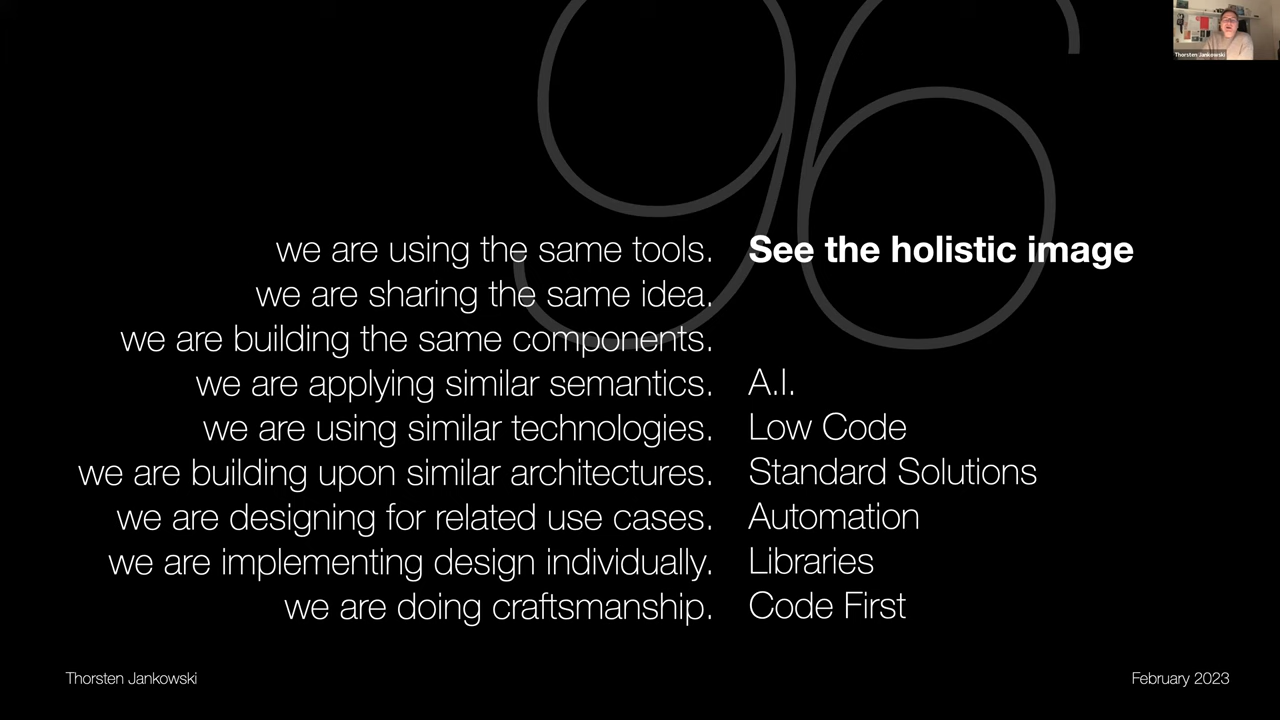 96
Thorsten Jankowski
we are using the same tools.
we are sharing the same idea.
we are building the same components.
we are applying similar semantics.
we are using similar technologies.
we are building upon similar architectures.
we are designing for related use cases.
we are implementing design individually.
we are doing craftsmanship.
See the holistic image
A.I.
Low Code
Standard Solutions
Automation
Libraries
Code First
Thorsten Jankowski
February 2023